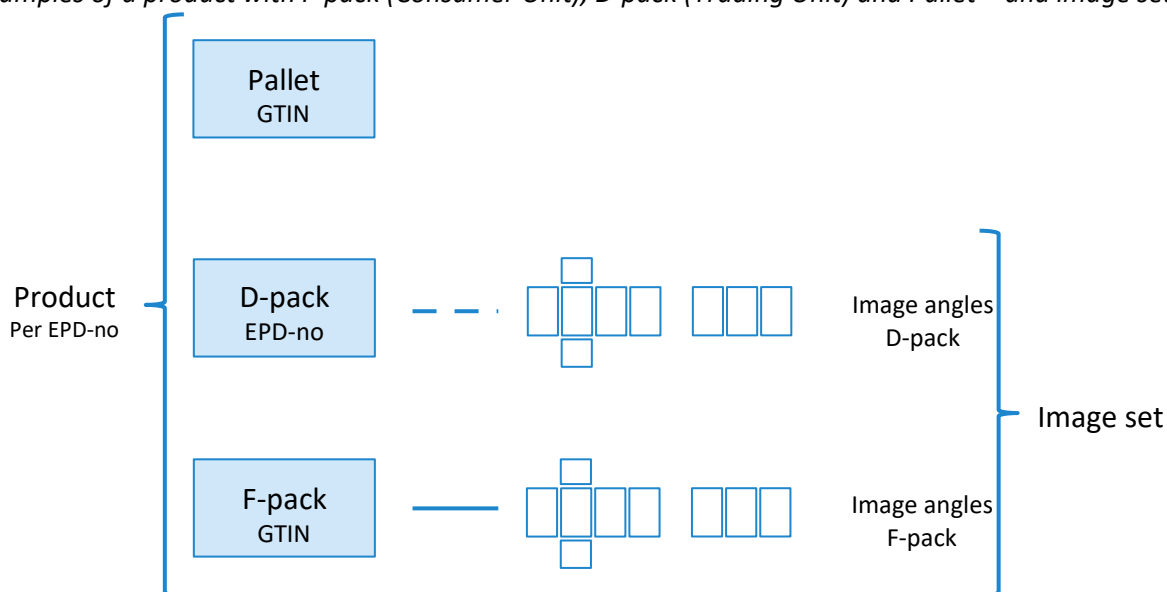 of a product with F-pack (Consumer Unit), D-pack (Trading Unit) and Pallet – and image
Pallet
GTIN
Product
Per EPD-no
D-pack
EPD-no
Image angles
D-pack
Image set
F-pack
GTIN
Image angles
F-pack